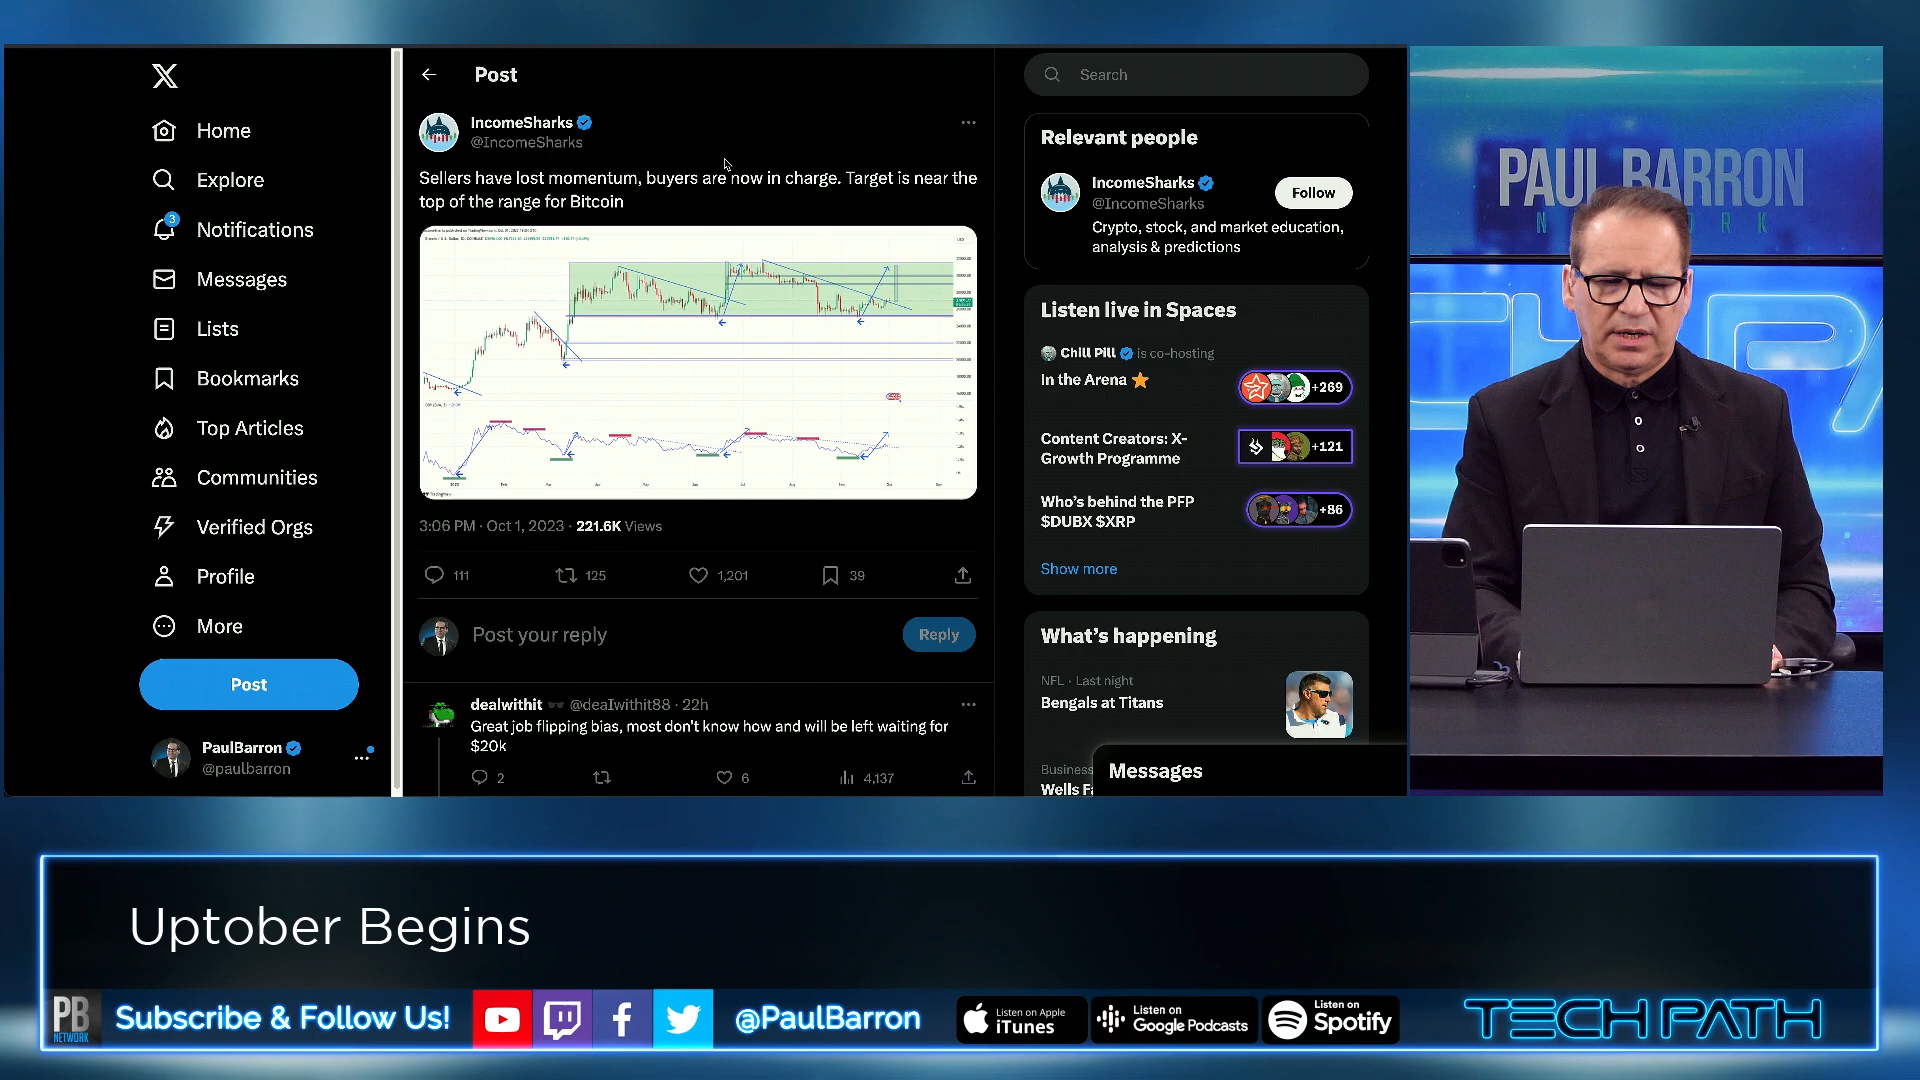 Home
Explore
3
Notifications
Messages
Lists
Bookmarks
Top Articles
Communities
Verified Orgs
Profile
More
Post
PaulBarron
@paulbarron
Post
IncomeSharks
@IncomeSharks
Sellers have lost momentum, buyers are now in charge. Target is near the
top of the range for Bitcoin
3:06 PM · Oct 1, 2023 · 221.6K Views
111
125
1,201
39
Post your reply
Reply
dealwithit @deaIwithit88 · 22h
Great job flipping bias, most don't know how and will be left waiting for
$20k
2
6
4,137
Search
Relevant people
IncomeSharks
@IncomeSharks
Follow
Crypto, stock, and market education,
analysis & predictions
Listen live in Spaces
Chill Pill is co-hosting
In the Arena
+269
Content Creators: X-
Growth Programme
+121
Who's behind the PFP
$DUBX $XRP
+86
Show more
What's happening
NFL · Last night
Bengals at Titans
Business
Wells
Messages
PAUL BARRON
Uptober Begins
PB
NETWORK
Subscribe & Follow Us!
@PaulBarron
Listen on Apple
iTunes
Listen on
Google Podcasts
Listen on
Spotify
TECH PATH